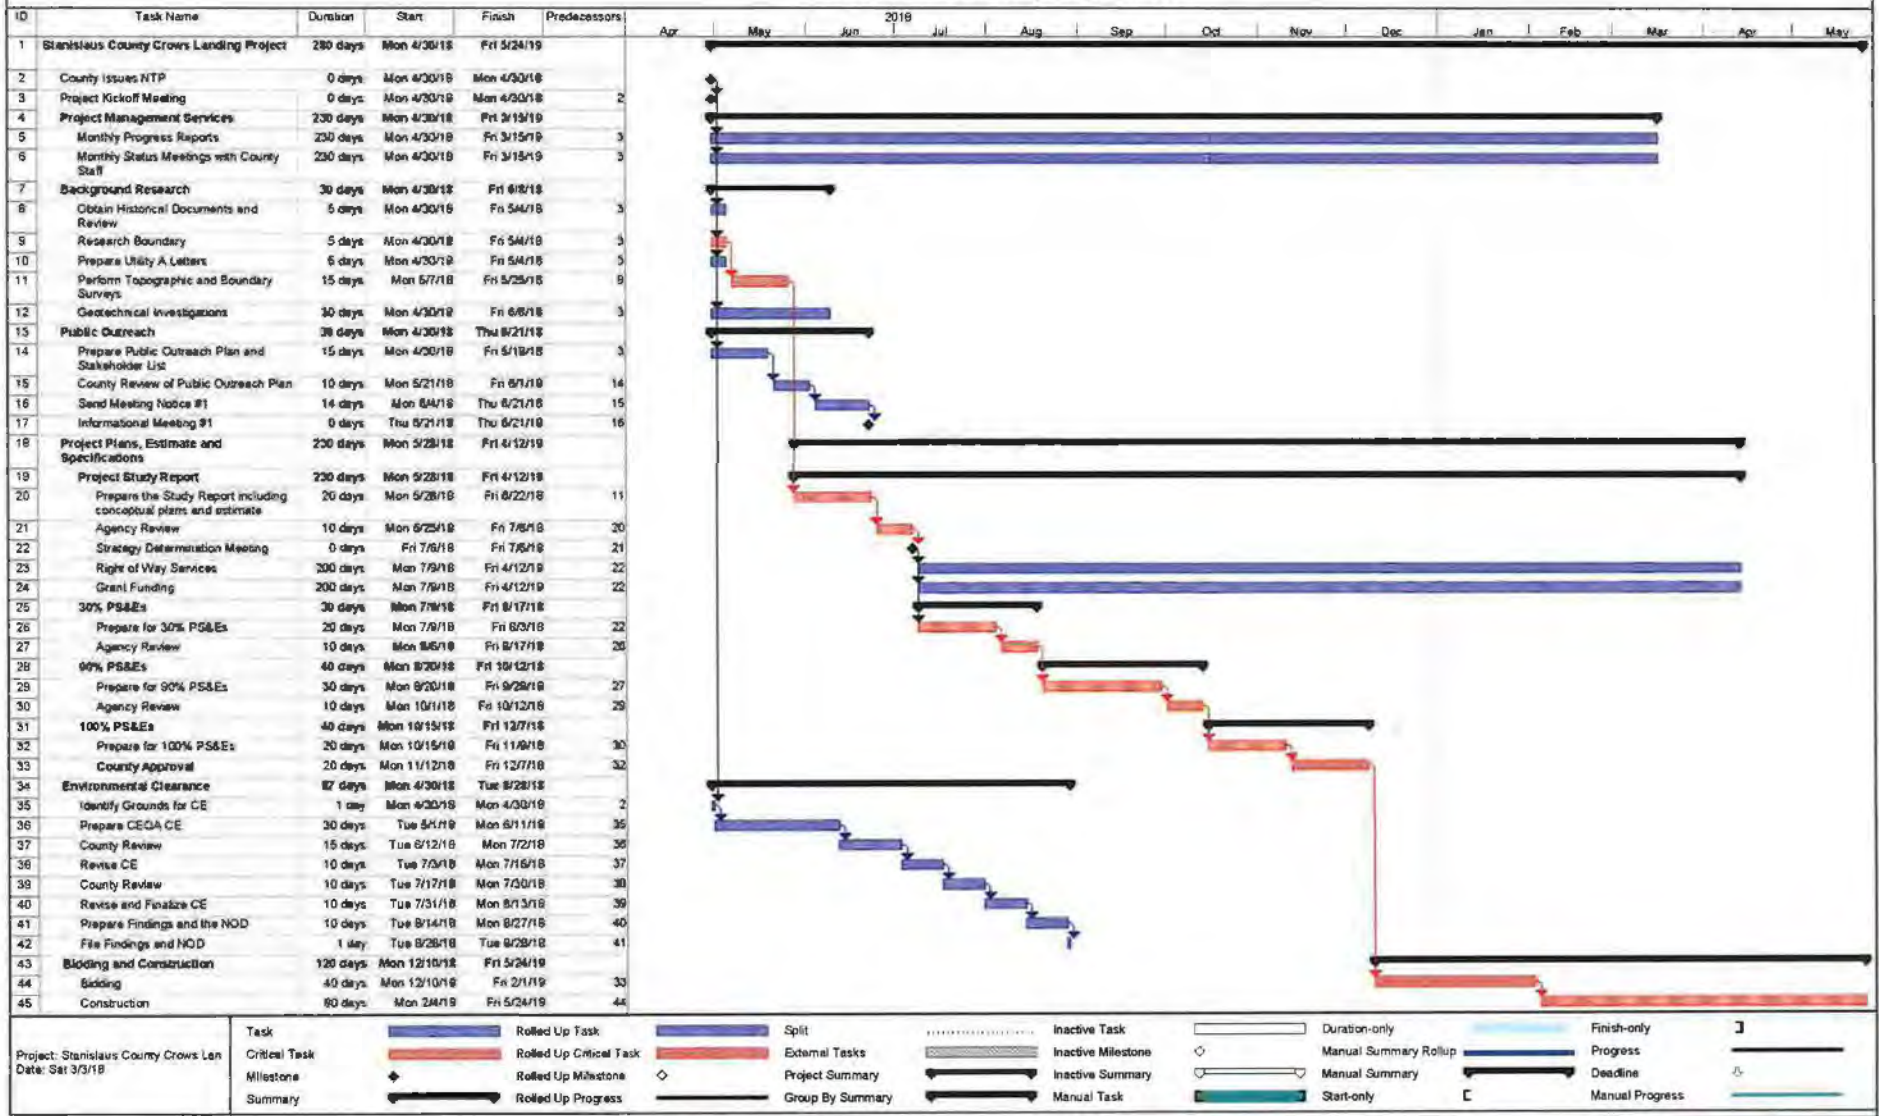 ID Task Name Duration Start Finish Predecessors 2018
Apr May Jun Jul Aug Sep Oct Nov Dec Jan Feb Mar Apr May
1 Stanislaus County Crows Landing Project 280 days Mon 4/30/18 Fri 5/24/19
2 County Issues NTP 0 days Mon 4/30/18 Mon 4/30/18
3 Project Kickoff Meeting 0 days Mon 4/30/18 Mon 4/30/18 2
4 Project Management Services 230 days Mon 4/30/18 Fri 3/15/19
5 Monthly Progress Reports 230 days Mon 4/30/18 Fri 3/15/19 3
6 Monthly Status Meetings with County 230 days Mon 4/30/18 Fri 3/15/19 3
Staff
7 Background Research 30 days Mon 4/30/18 Fri 6/8/18
8 Obtain Historical Documents and 5 days Mon 4/30/18 Fri 5/4/18 3
Review
9 Research Boundary 5 days Mon 4/30/18 Fri 5/4/18 3
10 Prepare Utility A Letters 5 days Mon 4/30/18 Fri 5/4/18 3
11 Perform Topographic and Boundary 15 days Mon 5/7/18 Fri 5/25/18 9
Surveys
12 Geotechnical Investigations 30 days Mon 4/30/18 Fri 6/8/18 3
13 Public Outreach 39 days Mon 4/30/18 Thu 6/21/18
14 Prepare Public Outreach Plan and 15 days Mon 4/30/18 Fri 5/18/18 3
Stakeholder List
15 County Review of Public Outreach Plan 10 days Mon 5/21/18 Fri 6/1/18 14
16 Send Meeting Notice #1 14 days Mon 6/4/18 Thu 6/21/18 15
17 Informational Meeting #1 0 days Thu 6/21/18 Thu 6/21/18 16
18 Project Plans, Estimate and 230 days Mon 5/28/18 Fri 4/12/19
Specifications
19 Project Study Report 230 days Mon 5/28/18 Fri 4/12/19
20 Prepare the Study Report including 20 days Mon 5/28/18 Fri 6/22/18 11
conceptual plans and estimate
21 Agency Review 10 days Mon 6/25/18 Fri 7/6/18 20
22 Strategy Determination Meeting 0 days Fri 7/6/18 Fri 7/6/18 21
23 Right of Way Services 200 days Mon 7/9/18 Fri 4/12/19 22
24 Grant Funding 200 days Mon 7/9/18 Fri 4/12/19 22
25 30% PS&Es 30 days Mon 7/9/18 Fri 8/17/18
26 Prepare for 30% PS&Es 20 days Mon 7/9/18 Fri 8/3/18 22
27 Agency Review 10 days Mon 8/6/18 Fri 8/17/18 26
28 90% PS&Es 40 days Mon 8/20/18 Fri 10/12/18
29 Prepare for 90% PS&Es 30 days Mon 8/20/18 Fri 9/28/18 27
30 Agency Review 10 days Mon 10/1/18 Fri 10/12/18 29
31 100% PS&Es 40 days Mon 10/15/18 Fri 12/7/18
32 Prepare for 100% PS&Es 20 days Mon 10/15/18 Fri 11/9/18 30
33 County Approval 20 days Mon 11/12/18 Fri 12/7/18 32
34 Environmental Clearance 87 days Mon 4/30/18 Tue 8/28/18
35 Identify Grounds for CE 1 day Mon 4/30/18 Mon 4/30/18 2
36 Prepare CEQA CE 30 days Tue 5/1/18 Mon 6/11/18 35
37 County Review 15 days Tue 6/12/18 Mon 7/2/18 36
38 Revise CE 10 days Tue 7/3/18 Mon 7/16/18 37
39 County Review 10 days Tue 7/17/18 Mon 7/30/18 38
40 Revise and Finalize CE 10 days Tue 7/31/18 Mon 8/13/18 39
41 Prepare Findings and the NOD 10 days Tue 8/14/18 Mon 8/27/18 40
42 File Findings and NOD 1 day Tue 8/28/18 Tue 8/28/18 41
43 Bidding and Construction 120 days Mon 12/10/18 Fri 5/24/19
44 Bidding 40 days Mon 12/10/18 Fri 2/1/19 33
45 Construction 80 days Mon 2/4/19 Fri 5/24/19 44
Project: Stanislaus County Crows Lan
Date: Sat 3/3/18
Task Rolled Up Task Split Inactive Task Duration-only Finish-only
Critical Task Rolled Up Critical Task External Tasks Inactive Milestone Manual Summary Rollup Progress
Milestone Rolled Up Milestone Project Summary Inactive Summary Manual Summary Deadline
Summary Rolled Up Progress Group By Summary Manual Task Start-only Manual Progress